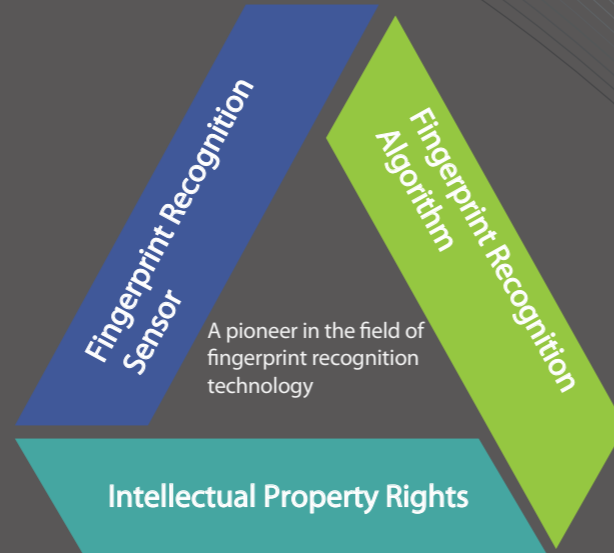 Fingerprint Recognition
Sensor
Fingerprint Recognition
Algorithm
A pioneer in the field of
fingerprint recognition
technology
Intellectual Property Rights